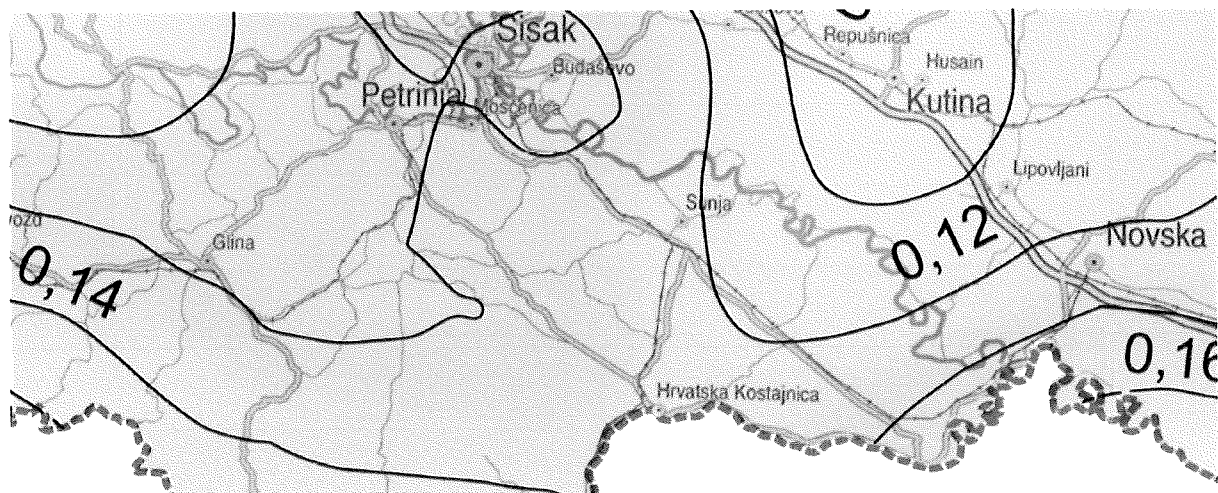 Sisak
Repušnica
Husain
Budaševo
Kutina
Petrinja
Mošćenica
Lipovljani
Sunja
Glina
0,12
Novska
0,14
0,16
Hrvatska Kostajnica